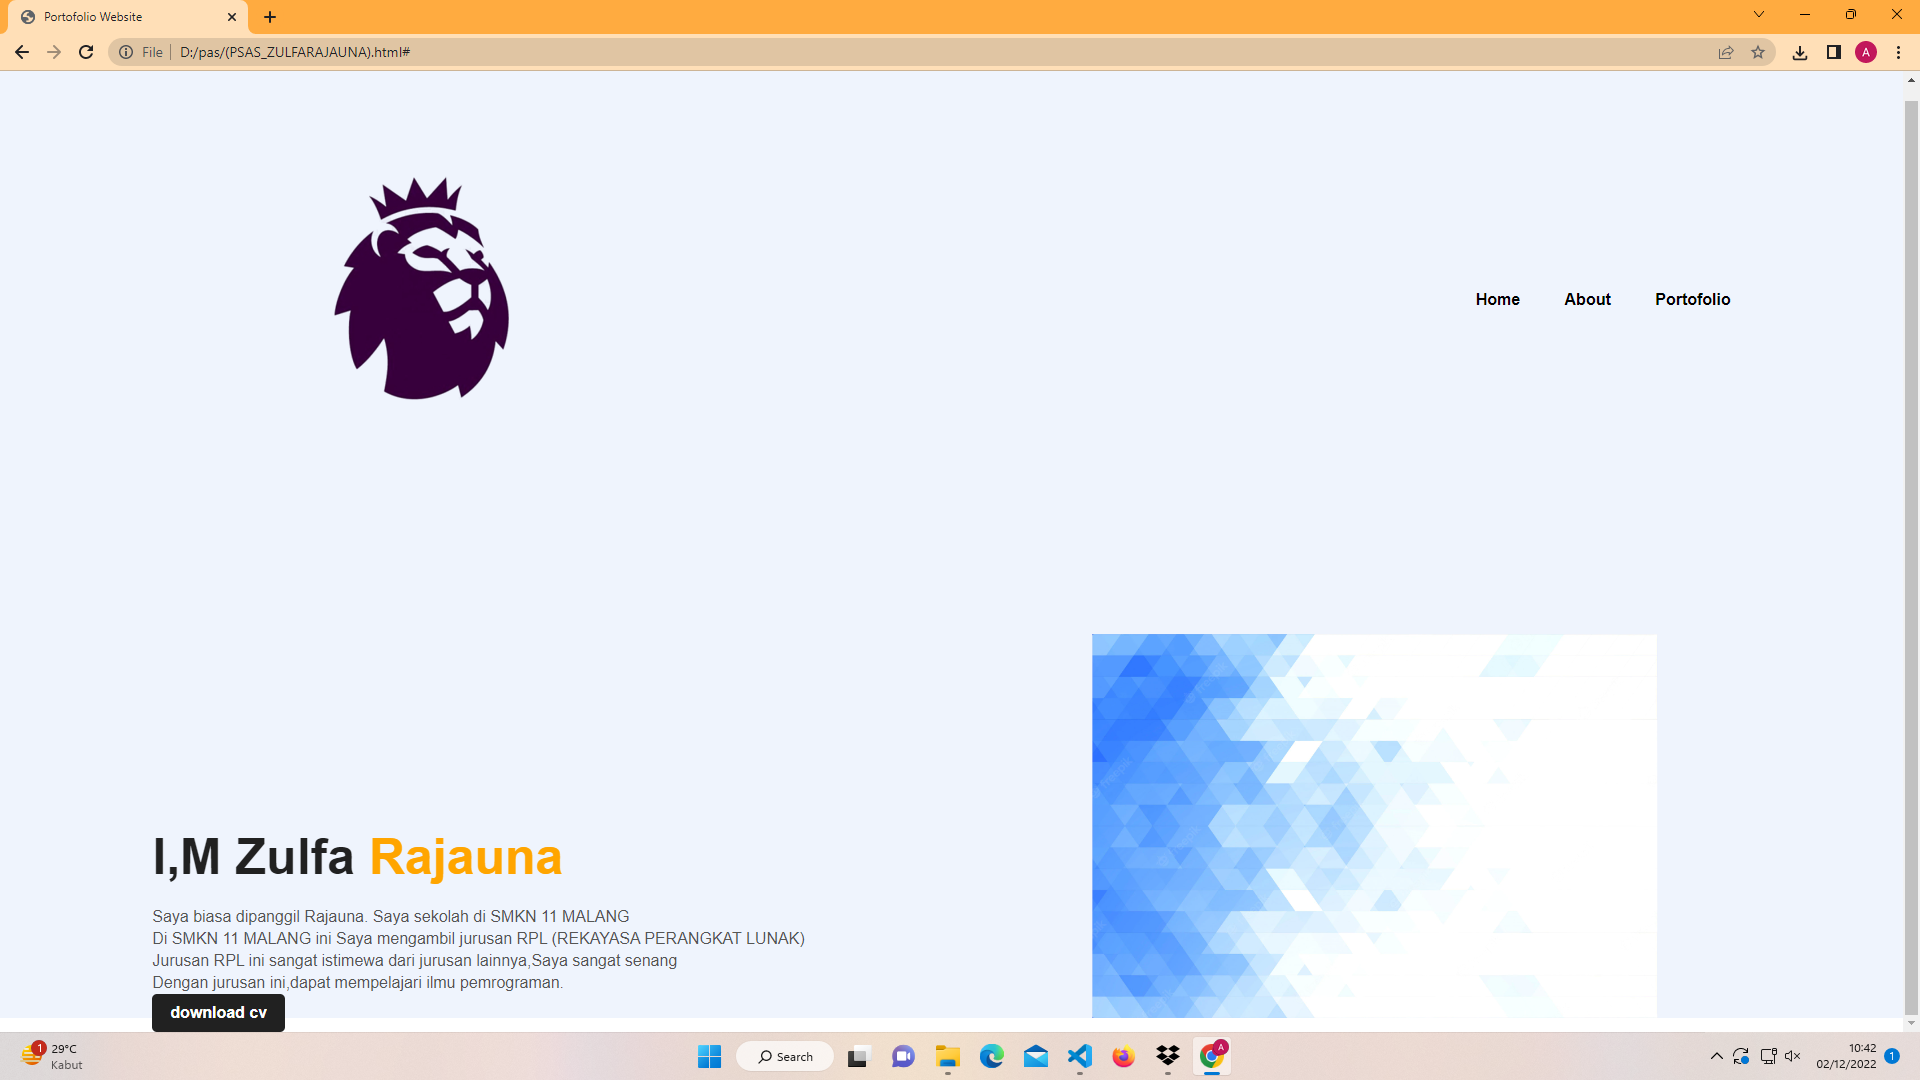 Portofolio Website
File
D:/pas/(PSAS_ZULFARAJAUNA).html#
A
Home
About
Portofolio
I,M Zulfa Rajauna
Saya biasa dipanggil Rajauna. Saya sekolah di SMKN 11 MALANG
Di SMKN 11 MALANG ini Saya mengambil jurusan RPL (REKAYASA PERANGKAT LUNAK)
Jurusan RPL ini sangat istimewa dari jurusan lainnya,Saya sangat senang
Dengan jurusan ini,dapat mempelajari ilmu pemrograman.
download cv
1
29°C
Kabut
Search
A
10:42
02/12/2022
1